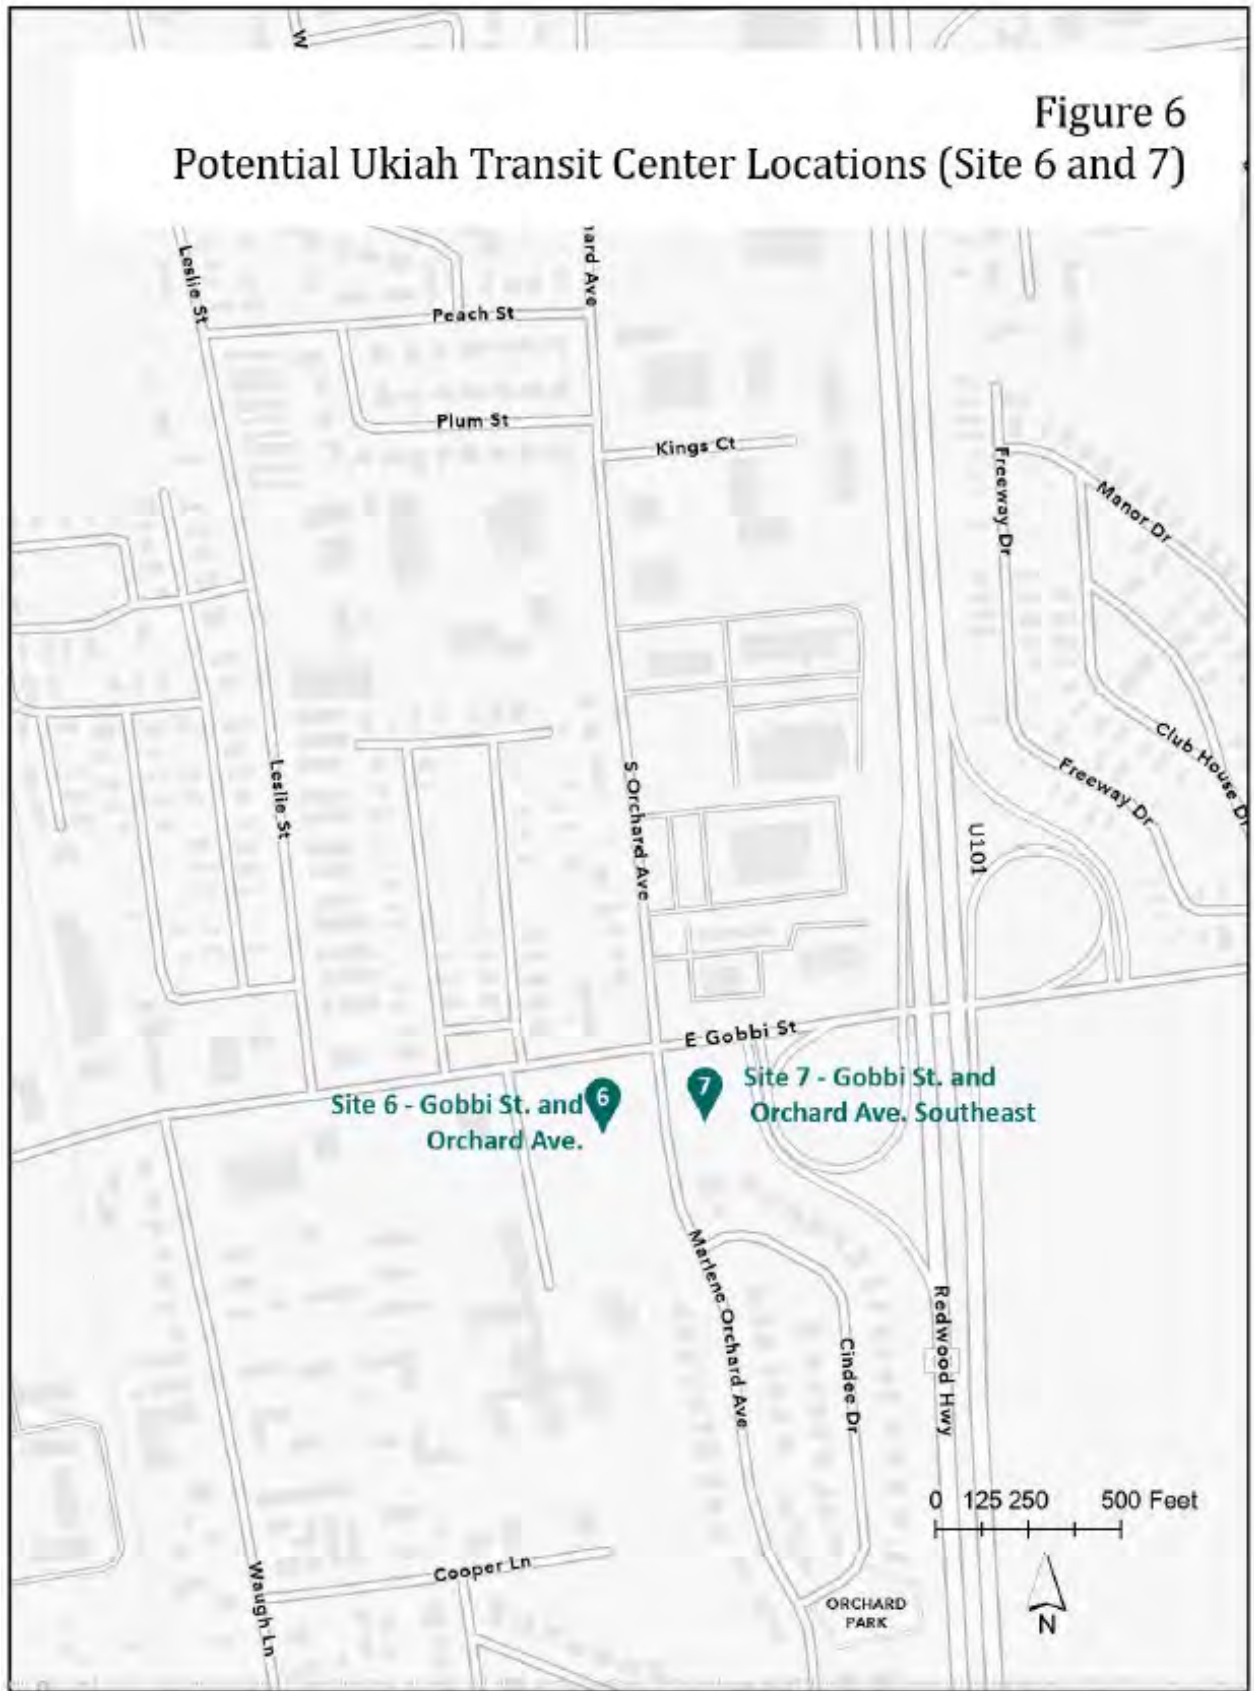 W
Figure 6
Potential Ukiah Transit Center Locations (Site 6 and 7)
Leslie St
ard Ave
Peach St
Plum St
Kings Ct
Freeway Dr
Manor Dr
Leslie St
S Orchard Ave
Club House Dr
Freeway Dr
U101
E Gobbi St
6
Site 6 - Gobbi St. and
Orchard Ave.
7
Site 7 - Gobbi St. and
Orchard Ave. Southeast
Marlene Orchard Ave
Cindee Dr
Redwood Hwy
0 125 250 500 Feet
N
Waugh Ln
Cooper Ln
ORCHARD
PARK